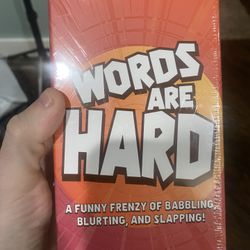 WORDS
ARE
HARD
A FUNNY FRENZY OF BABBLING,
BLURTING, AND SLAPPING!